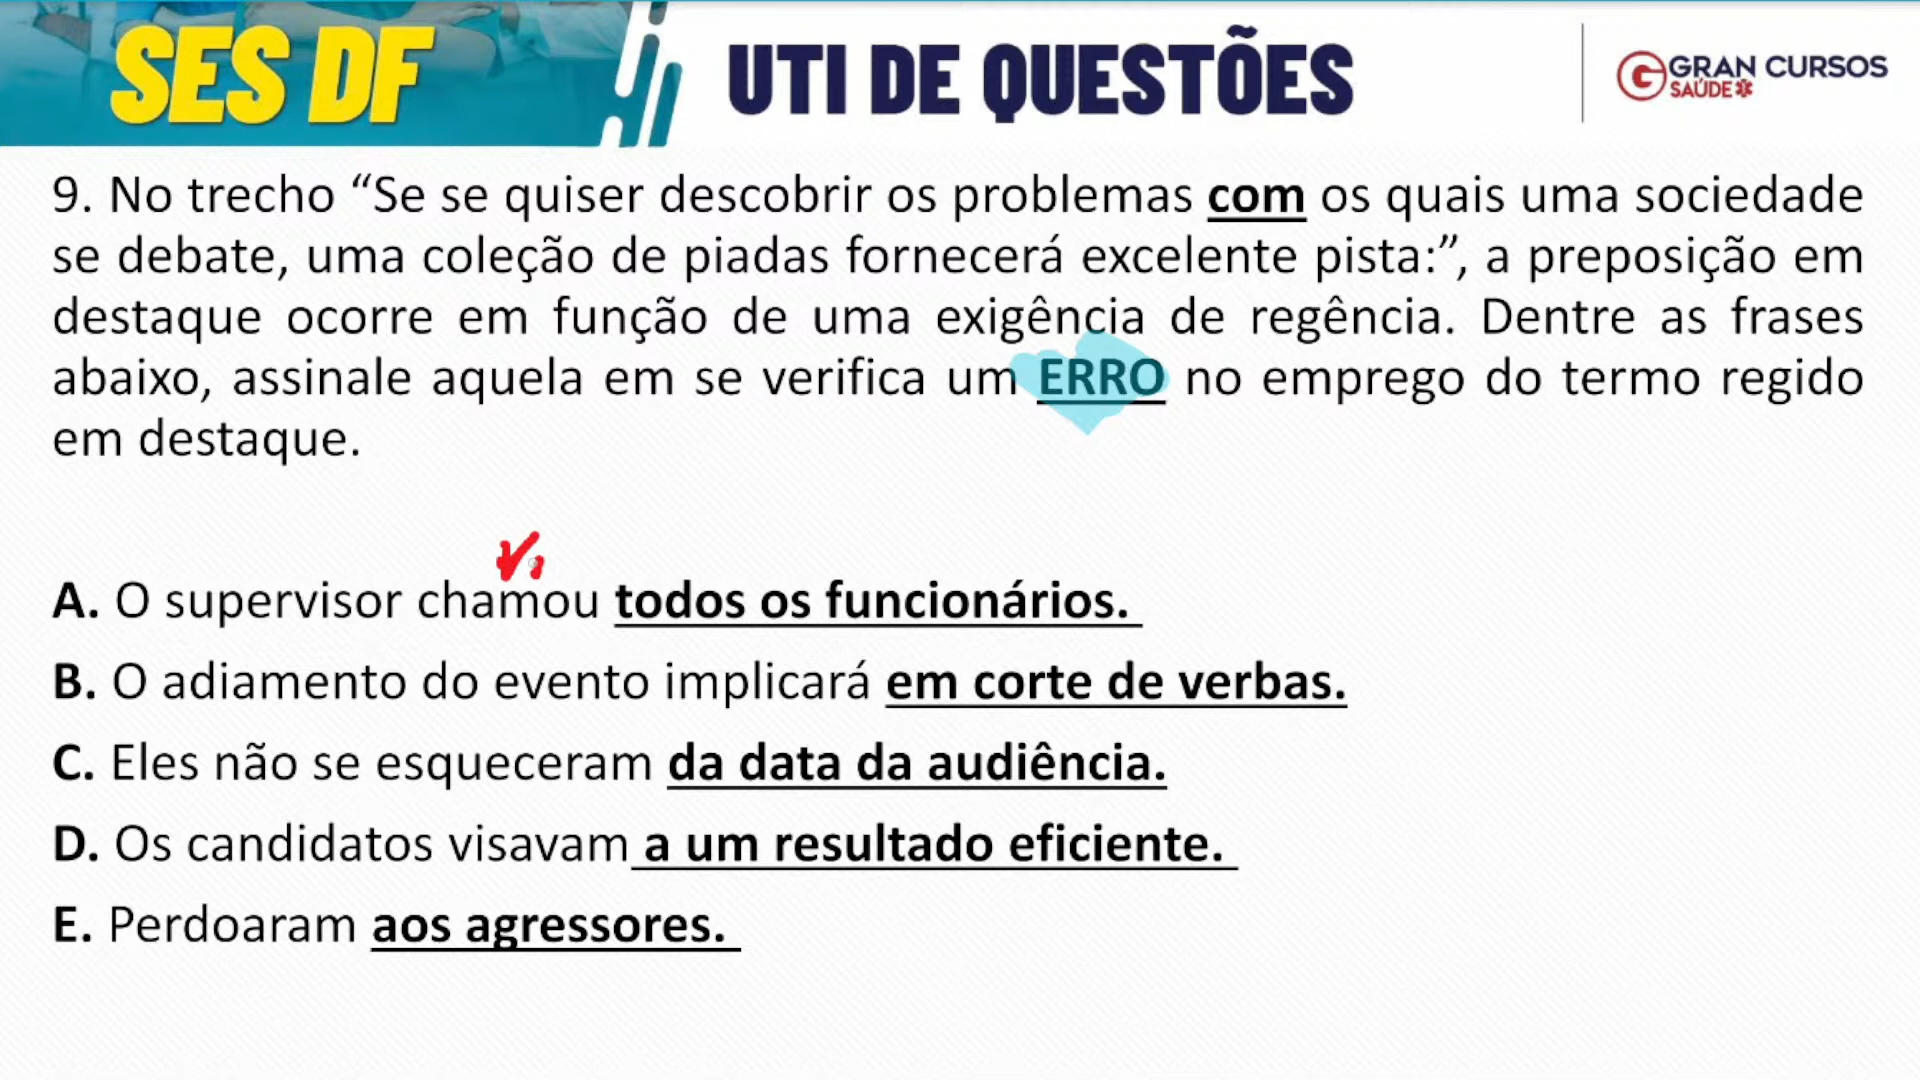 SES DF
UTI DE QUESTÕES
GRAN CURSOS
SAÚDE
9. No trecho “Se se quiser descobrir os problemas com os quais uma sociedade
se debate, uma coleção de piadas fornecerá excelente pista:”, a preposição em
destaque ocorre em função de uma exigência de regência. Dentre as frases
abaixo, assinale aquela em se verifica um ERRO no emprego do termo regido
em destaque.
A. O supervisor chamou todos os funcionários.
B. O adiamento do evento implicará em corte de verbas.
C. Eles não se esqueceram da data da audiência.
D. Os candidatos visavam a um resultado eficiente.
E. Perdoaram aos agressores.